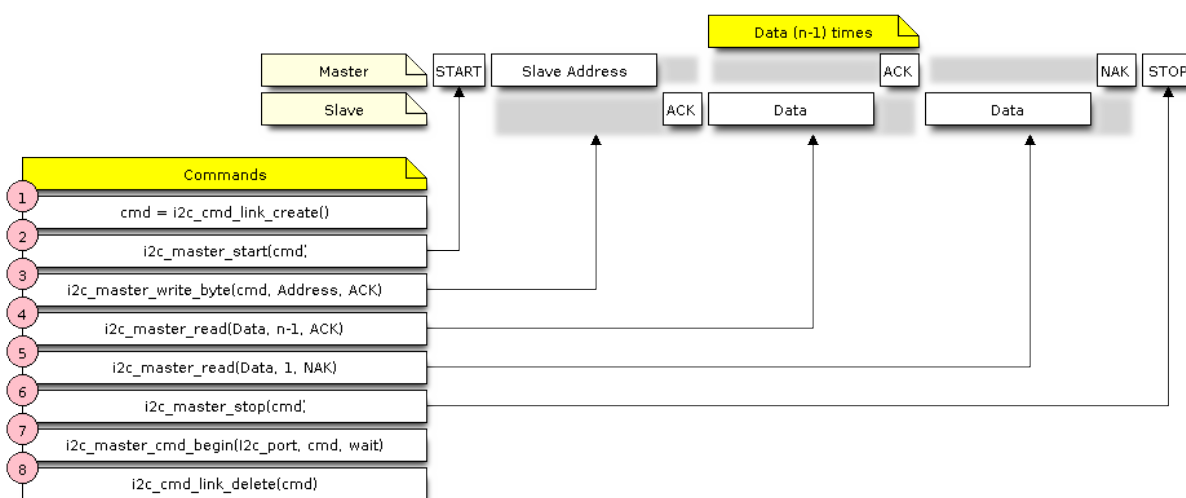 Data (n-1) times
Master START Slave Address ACK NAK STOP
Slave ACK Data Data
Commands
1
cmd = i2c_cmd_link_create()
2
i2c_master_start(cmd;
3
i2c_master_write_byte(cmd, Address, ACK)
4
i2c_master_read(Data, n-1, ACK)
5
i2c_master_read(Data, 1, NAK)
6
i2c_master_stop(cmd;
7
i2c_master_cmd_begin(I2c_port, cmd, wait)
8
i2c_cmd_link_delete(cmd)